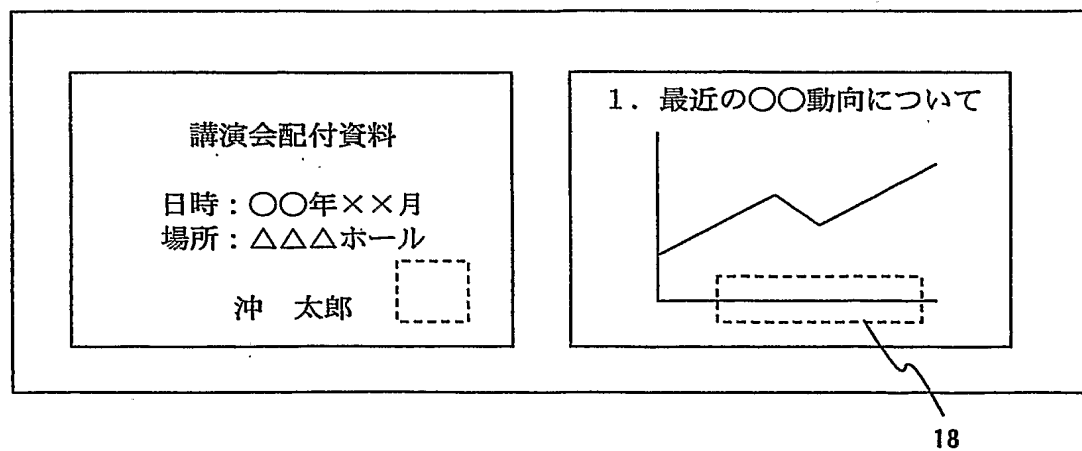 講演会配付資料
日時：○○年××月
場所：△△△ホール
沖　太郎
１．最近の○○動向について
18